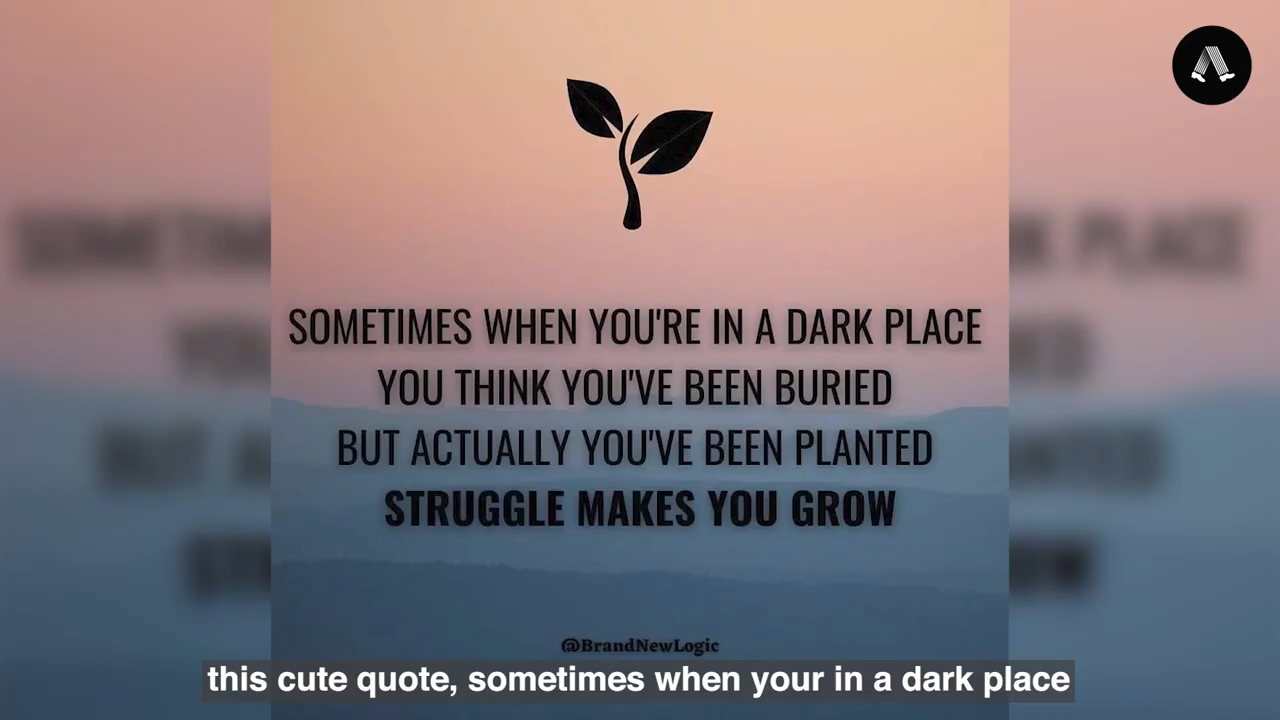 SOMETIMES WHEN YOU'RE IN A DARK PLACE
YOU THINK YOU'VE BEEN BURIED
BUT ACTUALLY YOU'VE BEEN PLANTED
STRUGGLE MAKES YOU GROW
@BrandNewLogic
this cute quote, sometimes when your in a dark place